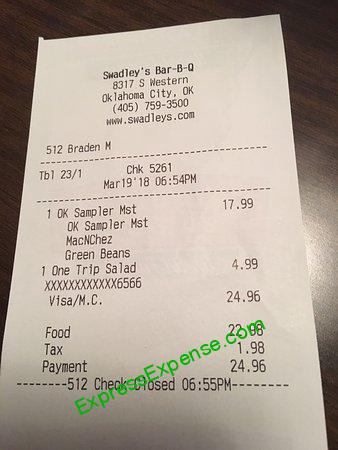 Swadley's Bar-B-Q
8317 S Western
Oklahoma City, OK
(405) 759-3500
www.swadleys.com
512 Braden M
Tbl 23/1 Chk 5261
Mar19'18 06:54PM
1 OK Sampler Mst 17.99
OK Sampler Mst
MacNChez
Green Beans
1 One Trip Salad 4.99
XXXXXXXXXXXX6566
Visa/M.C. 24.96
Food 22.98
Tax 1.98
Payment 24.96
--------512 Check Closed 06:55PM--------
ExpressExpense.com